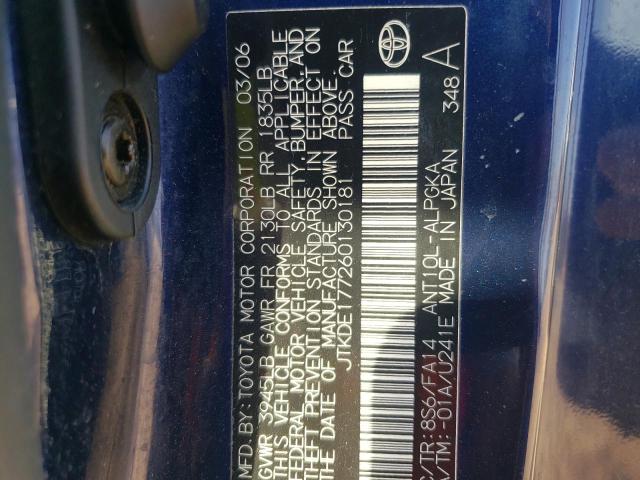 MFD. BY: TOYOTA MOTOR CORPORATION 03/06
GVWR 3945LB GAWR FR 2130LB RR 1835LB
THIS VEHICLE CONFORMS TO ALL APPLICABLE
FEDERAL MOTOR VEHICLE SAFETY, BUMPER, AND
THEFT PREVENTION STANDARDS IN EFFECT ON
THE DATE OF MANUFACTURE SHOWN ABOVE.
JTKDE177260130181 PASS CAR
C/TR:8S6/FA14 ANT10L-ALPGKA
A/TM:-01A/U241E MADE IN JAPAN
348 A